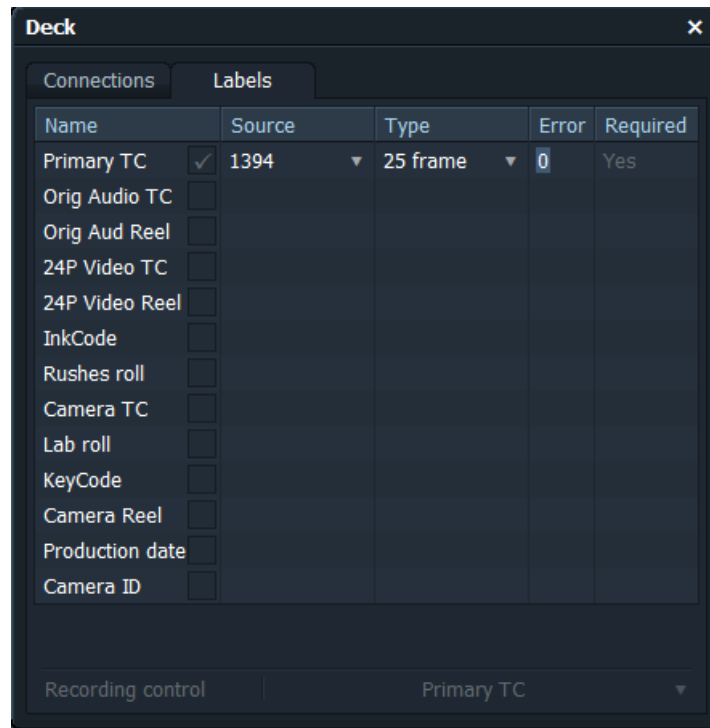 Deck
Connections Labels
Name Source Type Error Required
Primary TC 1394 25 frame 0 Yes
Orig Audio TC
Orig Aud Reel
24P Video TC
24P Video Reel
InkCode
Rushes roll
Camera TC
Lab roll
KeyCode
Camera Reel
Production date
Camera ID
Recording control Primary TC